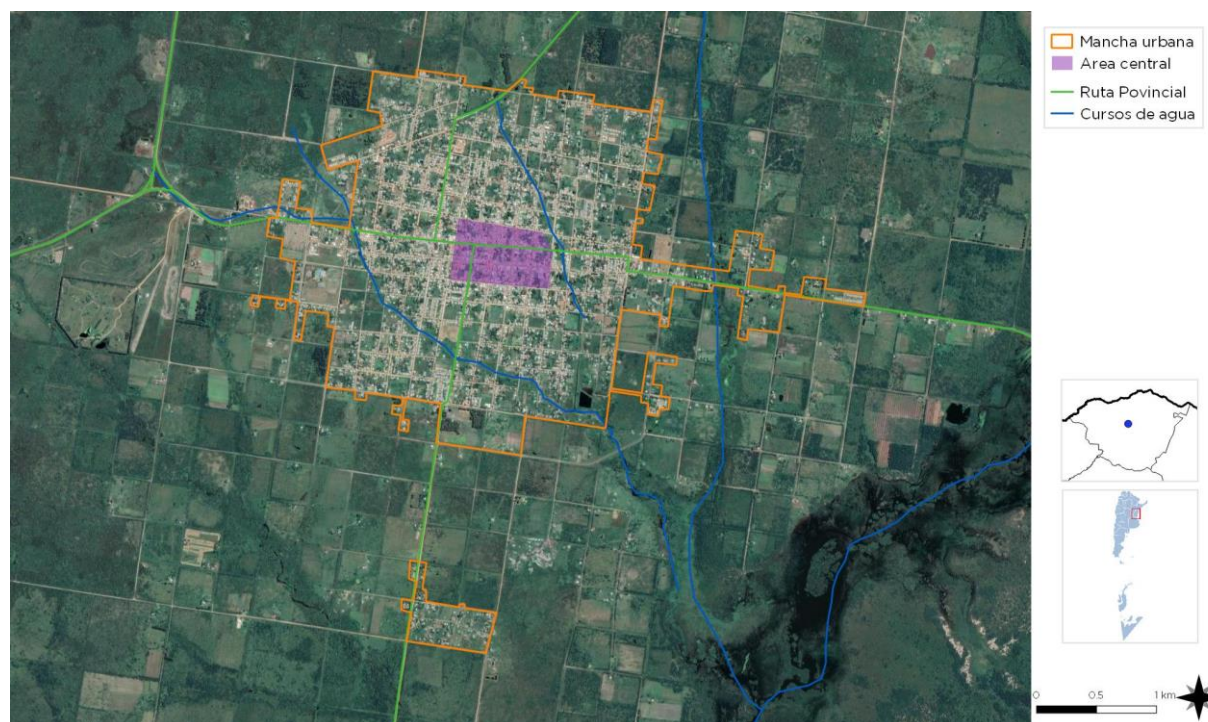 Mancha urbana
Area central
Ruta Povincial
Cursos de agua
0 0.5 1 km